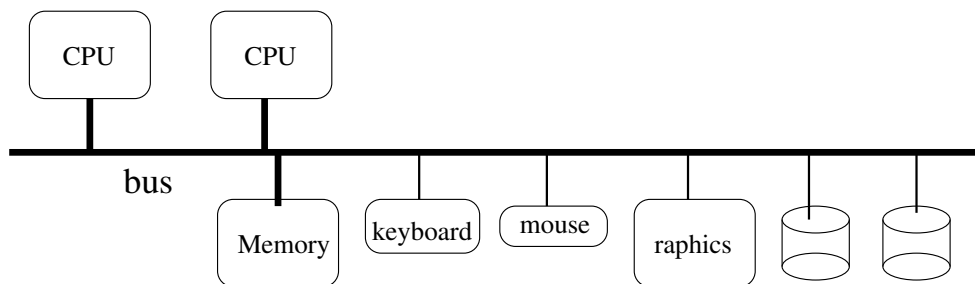 CPU
CPU
bus
Memory
keyboard
mouse
raphics